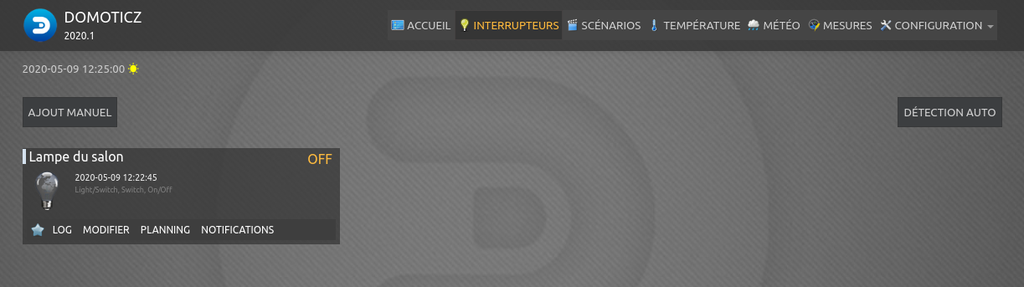 DOMOTICZ
2020.1
ACCUEIL INTERRUPTEURS SCÉNARIOS TEMPÉRATURE MÉTÉO MESURES CONFIGURATION
2020-05-09 12:25:00
AJOUT MANUEL
DÉTECTION AUTO
Lampe du salon OFF
2020-05-09 12:22:45
Light/Switch, Switch, On/Off
LOG MODIFIER PLANNING NOTIFICATIONS